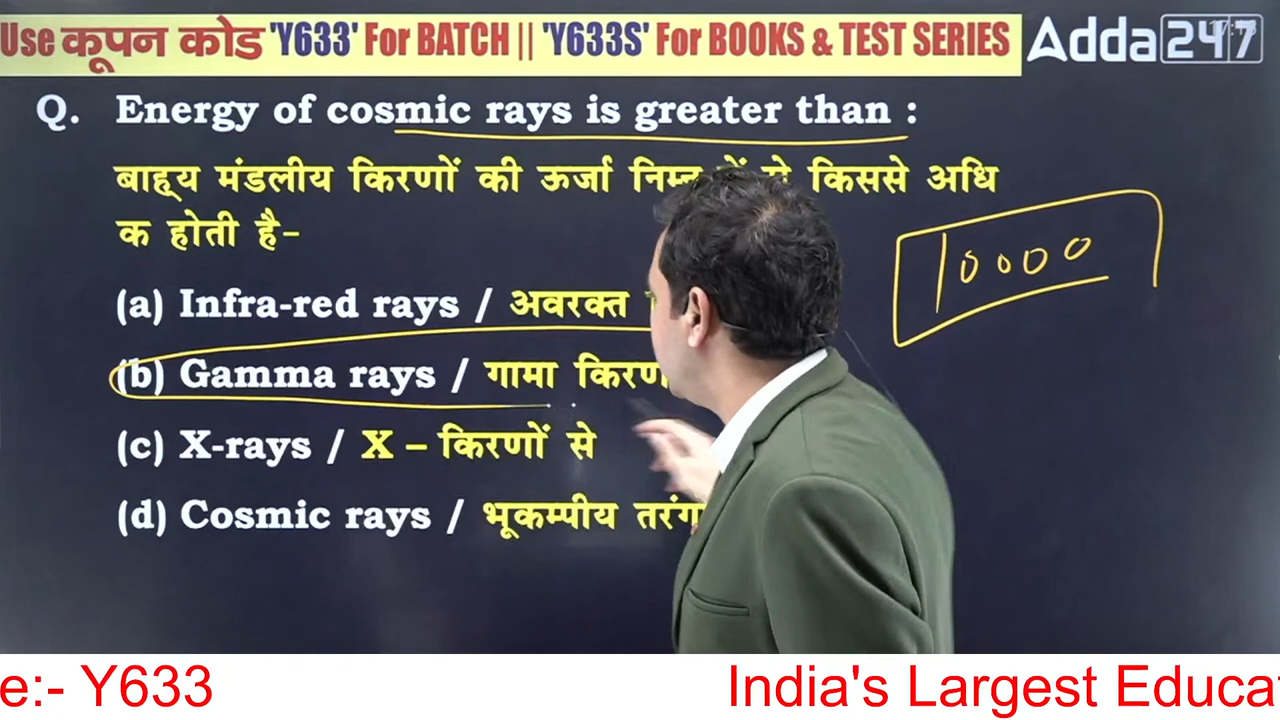 Use कूपन कोड 'Y633' For BATCH || 'Y633S' For BOOKS & TEST SERIES
Adda247
Q. Energy of cosmic rays is greater than :
बाह्य मंडलीय किरणों की ऊर्जा किससे अधि
क होती है-
10000
(a) Infra-red rays / अवरक्त
(b) Gamma rays / गामा
(c) X-rays / X – किरणों से
(d) Cosmic rays / भूकम्पीय
e:- Y633
India's Largest